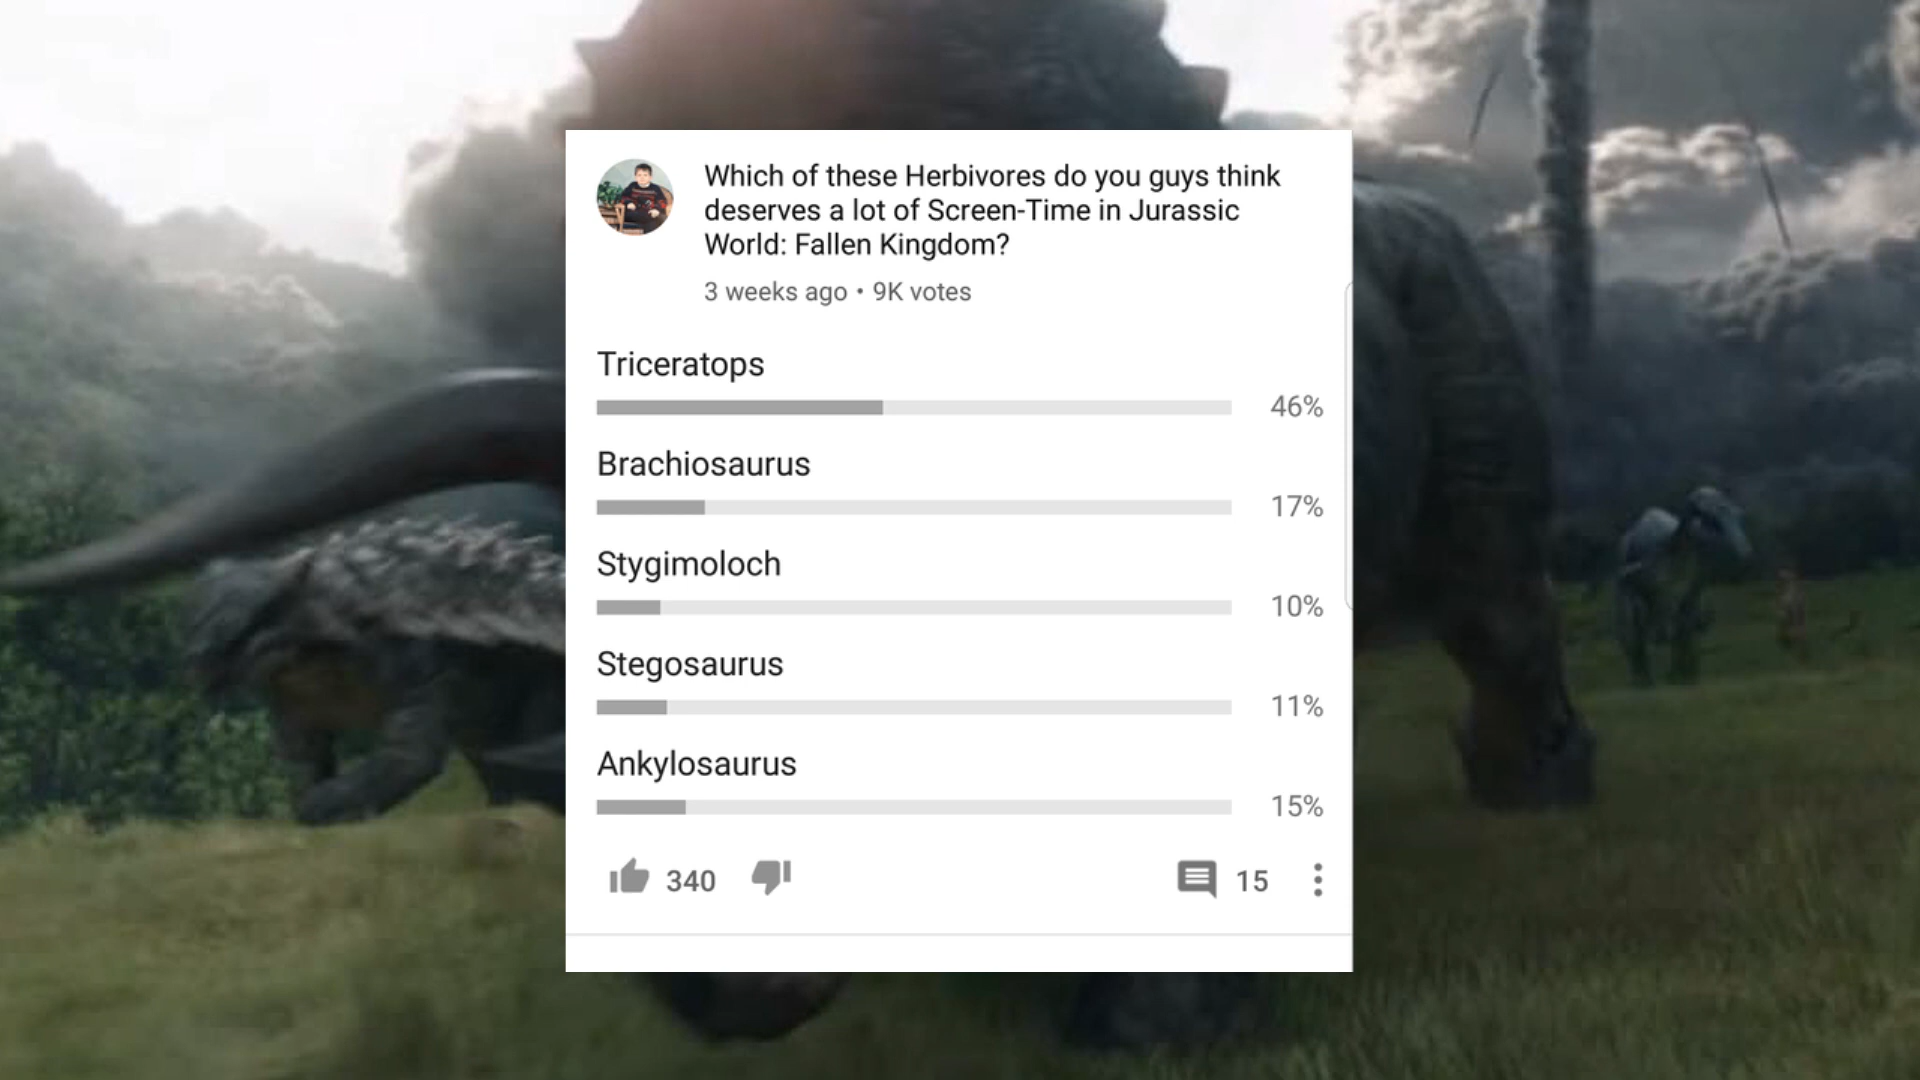 Which of these Herbivores do you guys think
deserves a lot of Screen-Time in Jurassic
World: Fallen Kingdom?
3 weeks ago • 9K votes
Triceratops
46%
Brachiosaurus
17%
Stygimoloch
10%
Stegosaurus
11%
Ankylosaurus
15%
340
15